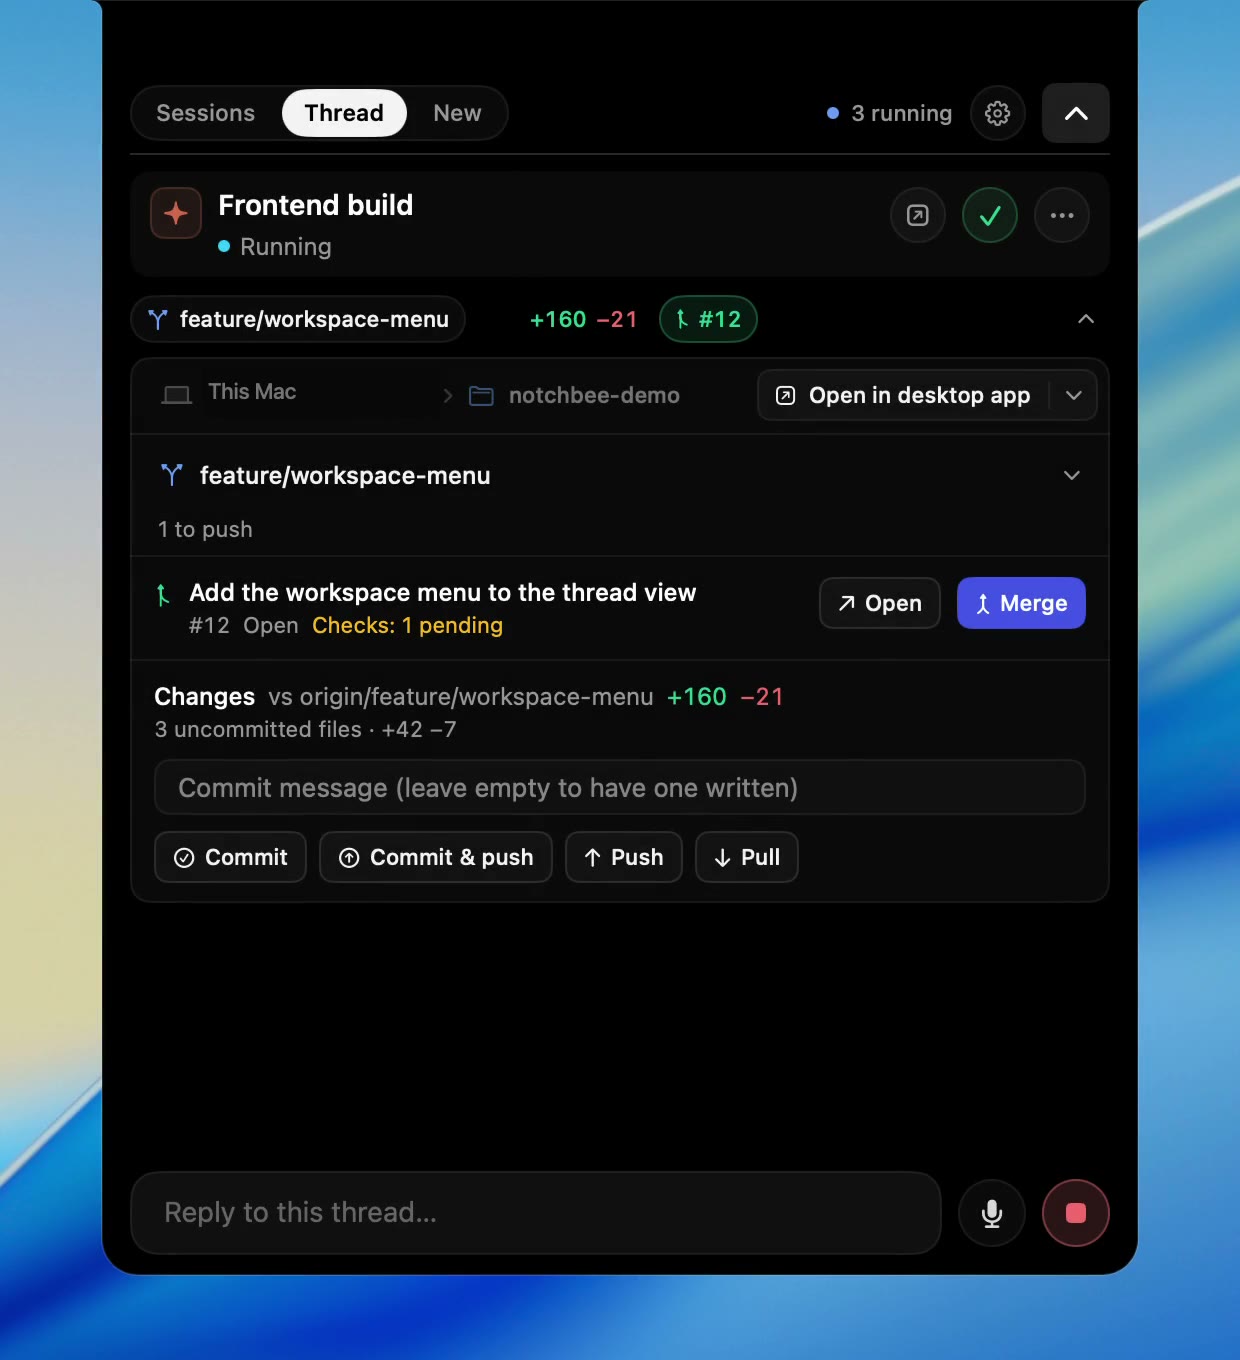 Sessions Thread New 3 running
Frontend build
Running
feature/workspace-menu +160 −21 #12
This Mac notchbee-demo Open in desktop app
feature/workspace-menu
1 to push
Add the workspace menu to the thread view
#12 Open Checks: 1 pending
Open Merge
Changes vs origin/feature/workspace-menu +160 −21
3 uncommitted files · +42 −7
Commit message (leave empty to have one written)
Commit Commit & push Push Pull
Reply to this thread...